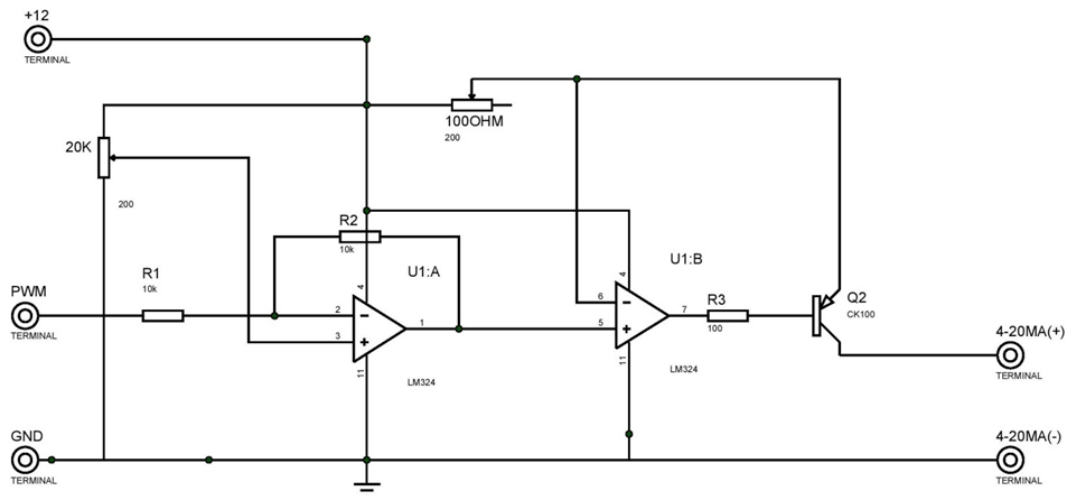 +12
TERMINAL
100OHM
200
20K
200
R2
10k
U1:A
4
2
3
1
11
LM324
R1
10k
PWM
TERMINAL
U1:B
4
6
5
7
11
LM324
R3
100
Q2
CK100
4-20MA(+)
TERMINAL
GND
TERMINAL
4-20MA(-)
TERMINAL